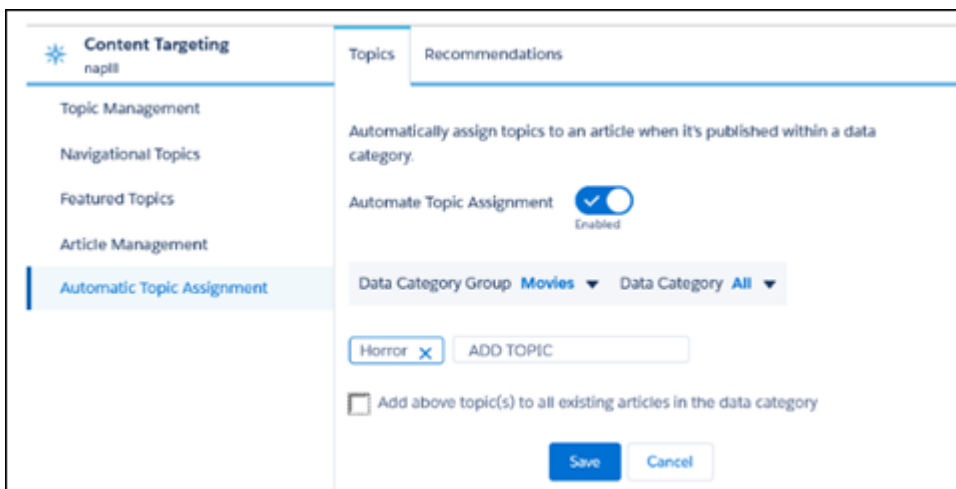 Content Targeting
napIII
Topic Management
Navigational Topics
Featured Topics
Article Management
Automatic Topic Assignment
Topics Recommendations
Automatically assign topics to an article when it's published within a data
category.
Automate Topic Assignment
Enabled
Data Category Group Movies Data Category All
Horror ADD TOPIC
Add above topic(s) to all existing articles in the data category
Save Cancel